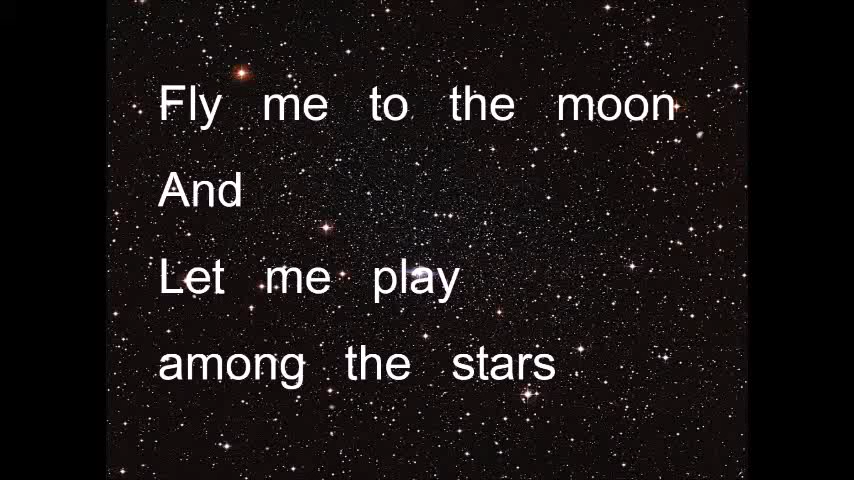 Fly me to the moon
And
Let me play
among the stars